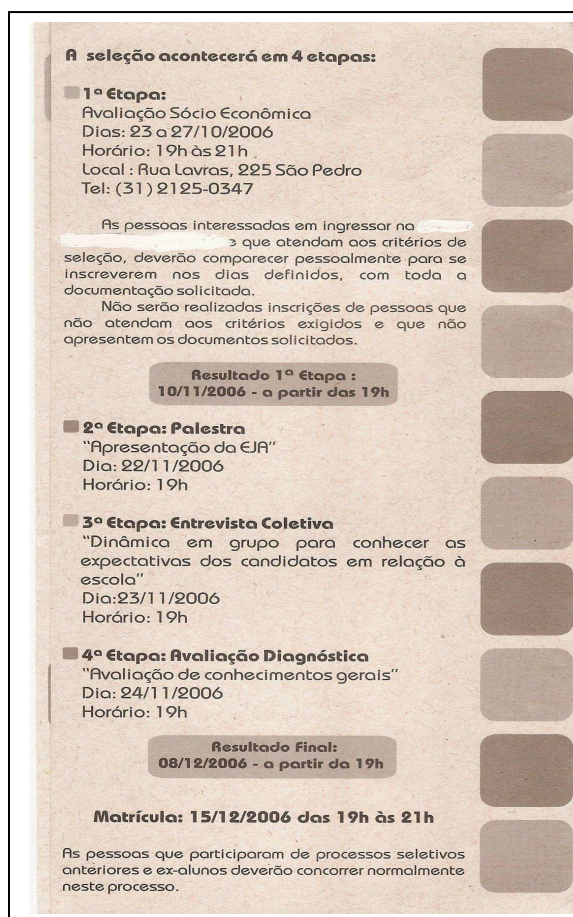 A seleção acontecerá em 4 etapas:
1ª Etapa:
Avaliação Sócio Econômica
Dias: 23 a 27/10/2006
Horário: 19h às 21h
Local : Rua Lavras, 225 São Pedro
Tel: (31) 2125-0347
As pessoas interessadas em ingressar na
que atendam aos critérios de
seleção, deverão comparecer pessoalmente para se
inscreverem nos dias definidos, com toda a
documentação solicitada.
Não serão realizadas inscrições de pessoas que
não atendam aos critérios exigidos e que não
apresentem os documentos solicitados.
Resultado 1ª Etapa :
10/11/2006 - a partir das 19h
2ª Etapa: Palestra
"Apresentação da EJA"
Dia: 22/11/2006
Horário: 19h
3ª Etapa: Entrevista Coletiva
"Dinâmica em grupo para conhecer as
expectativas dos candidatos em relação à
escola"
Dia:23/11/2006
Horário: 19h
4ª Etapa: Avaliação Diagnóstica
"Avaliação de conhecimentos gerais"
Dia: 24/11/2006
Horário: 19h
Resultado Final:
08/12/2006 - a partir da 19h
Matrícula: 15/12/2006 das 19h às 21h
As pessoas que participaram de processos seletivos
anteriores e ex-alunos deverão concorrer normalmente
neste processo.